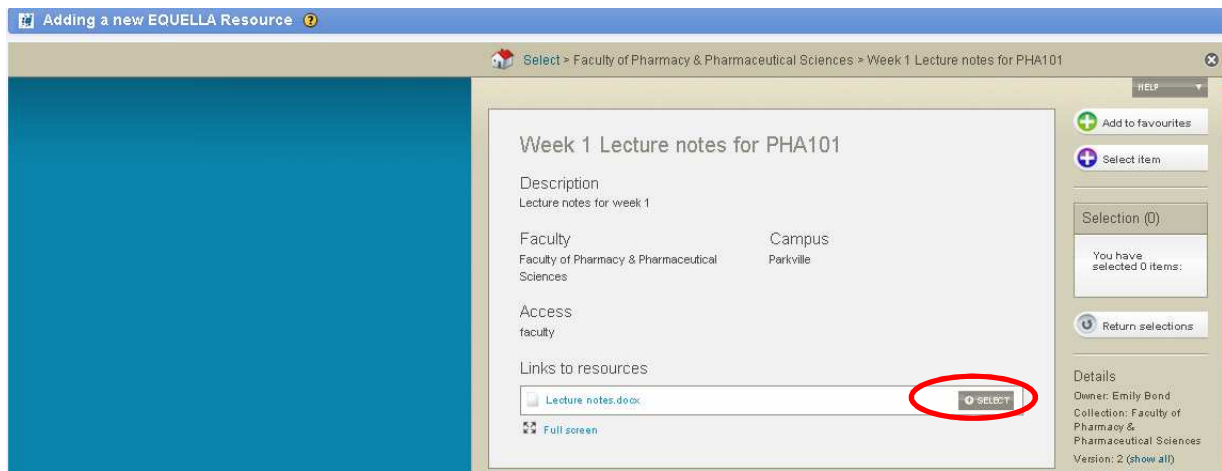 Adding a new EQUELLA Resource ?
Select > Faculty of Pharmacy & Pharmaceutical Sciences > Week 1 Lecture notes for PHA101
HELP
Week 1 Lecture notes for PHA101
Description
Lecture notes for week 1
Faculty
Faculty of Pharmacy & Pharmaceutical
Sciences
Campus
Parkville
Access
faculty
Links to resources
Lecture notes.docx
SELECT
Full screen
Add to favourites
Select item
Selection (0)
You have
selected 0 items:
Return selections
Details
Owner: Emily Bond
Collection: Faculty of
Pharmacy &
Pharmaceutical Sciences
Version: 2 (show all)